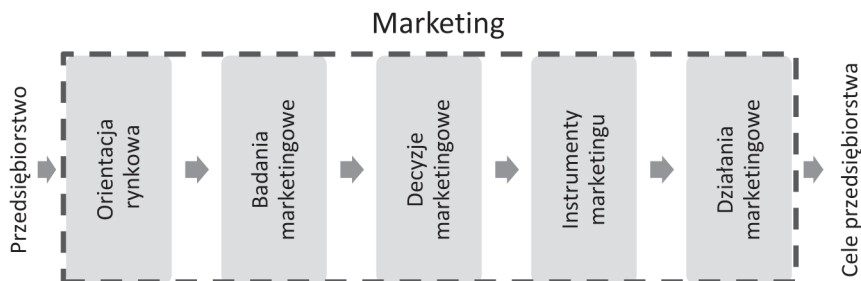 Marketing
Przedsiębiorstwo
Orientacja
rynkowa
Badania
marketingowe
Decyzje
marketingowe
Instrumenty
marketingu
Działania
marketingowe
Cele przedsiębiorstwa